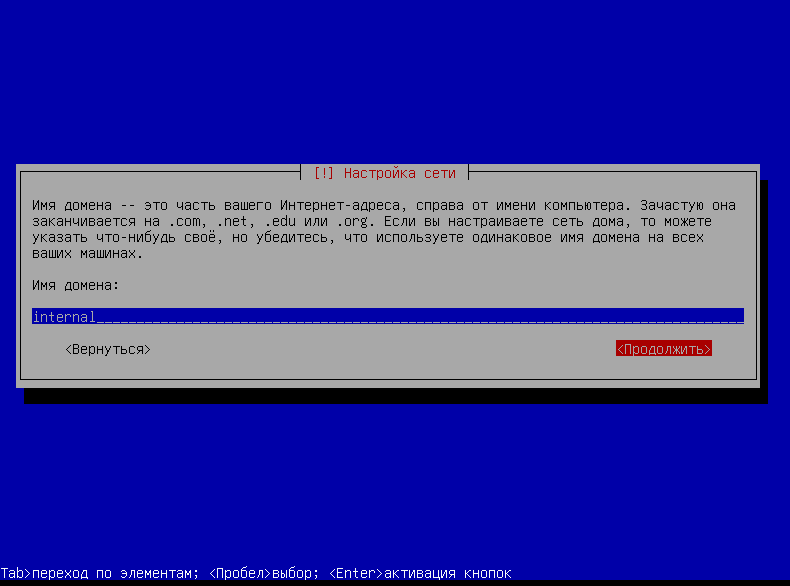 [!] Настройка сети
Имя домена -- это часть вашего Интернет-адреса, справа от имени компьютера. Зачастую она
заканчивается на .com, .net, .edu или .org. Если вы настраиваете сеть дома, то можете
указать что-нибудь своё, но убедитесь, что используете одинаковое имя домена на всех
ваших машинах.
Имя домена:
internal
<Вернуться> <Продолжить>
Tab>переход по элементам; <Пробел>выбор; <Enter>активация кнопок